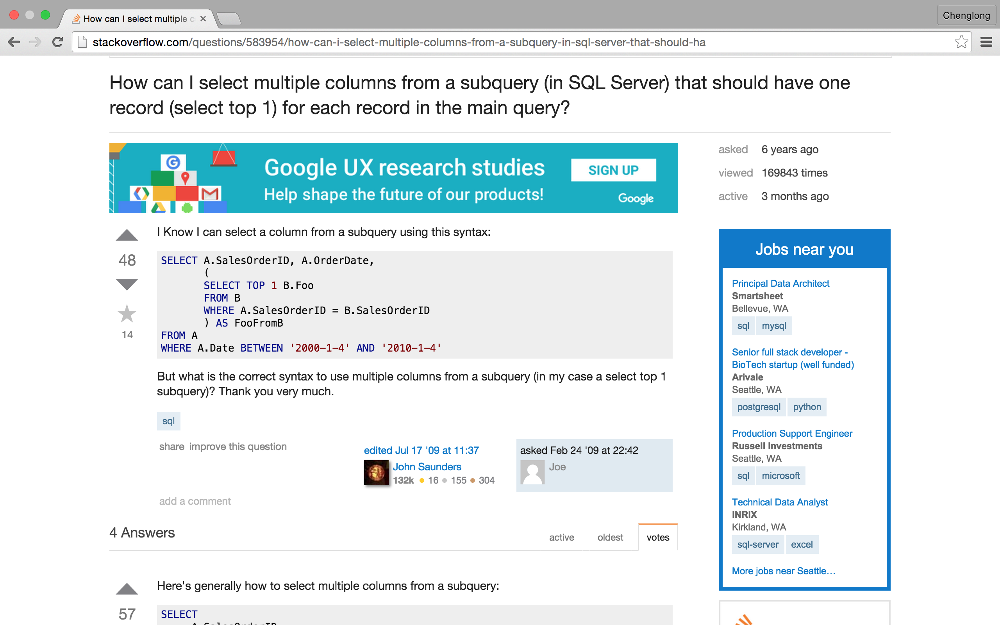 How can I select multiple c
Chenglong
stackoverflow.com/questions/583954/how-can-i-select-multiple-columns-from-a-subquery-in-sql-server-that-should-ha
How can I select multiple columns from a subquery (in SQL Server) that should have one
record (select top 1) for each record in the main query?
Google UX research studies
SIGN UP
Help shape the future of our products!
Google
asked 6 years ago
viewed 169843 times
active 3 months ago
I Know I can select a column from a subquery using this syntax:
48
14
SELECT A.SalesOrderID, A.OrderDate,
(
SELECT TOP 1 B.Foo
FROM B
WHERE A.SalesOrderID = B.SalesOrderID
) AS FooFromB
FROM A
WHERE A.Date BETWEEN '2000-1-4' AND '2010-1-4'
But what is the correct syntax to use multiple columns from a subquery (in my case a select top 1
subquery)? Thank you very much.
sql
share improve this question
edited Jul 17 '09 at 11:37
John Saunders
132k 16 155 304
asked Feb 24 '09 at 22:42
Joe
add a comment
4 Answers
active oldest votes
Here's generally how to select multiple columns from a subquery:
57
SELECT
A.SalesOrderID
Jobs near you
Principal Data Architect
Smartsheet
Bellevue, WA
sql mysql
Senior full stack developer -
BioTech startup (well funded)
Arivale
Seattle, WA
postgresql python
Production Support Engineer
Russell Investments
Seattle, WA
sql microsoft
Technical Data Analyst
INRIX
Kirkland, WA
sql-server excel
More jobs near Seattle…